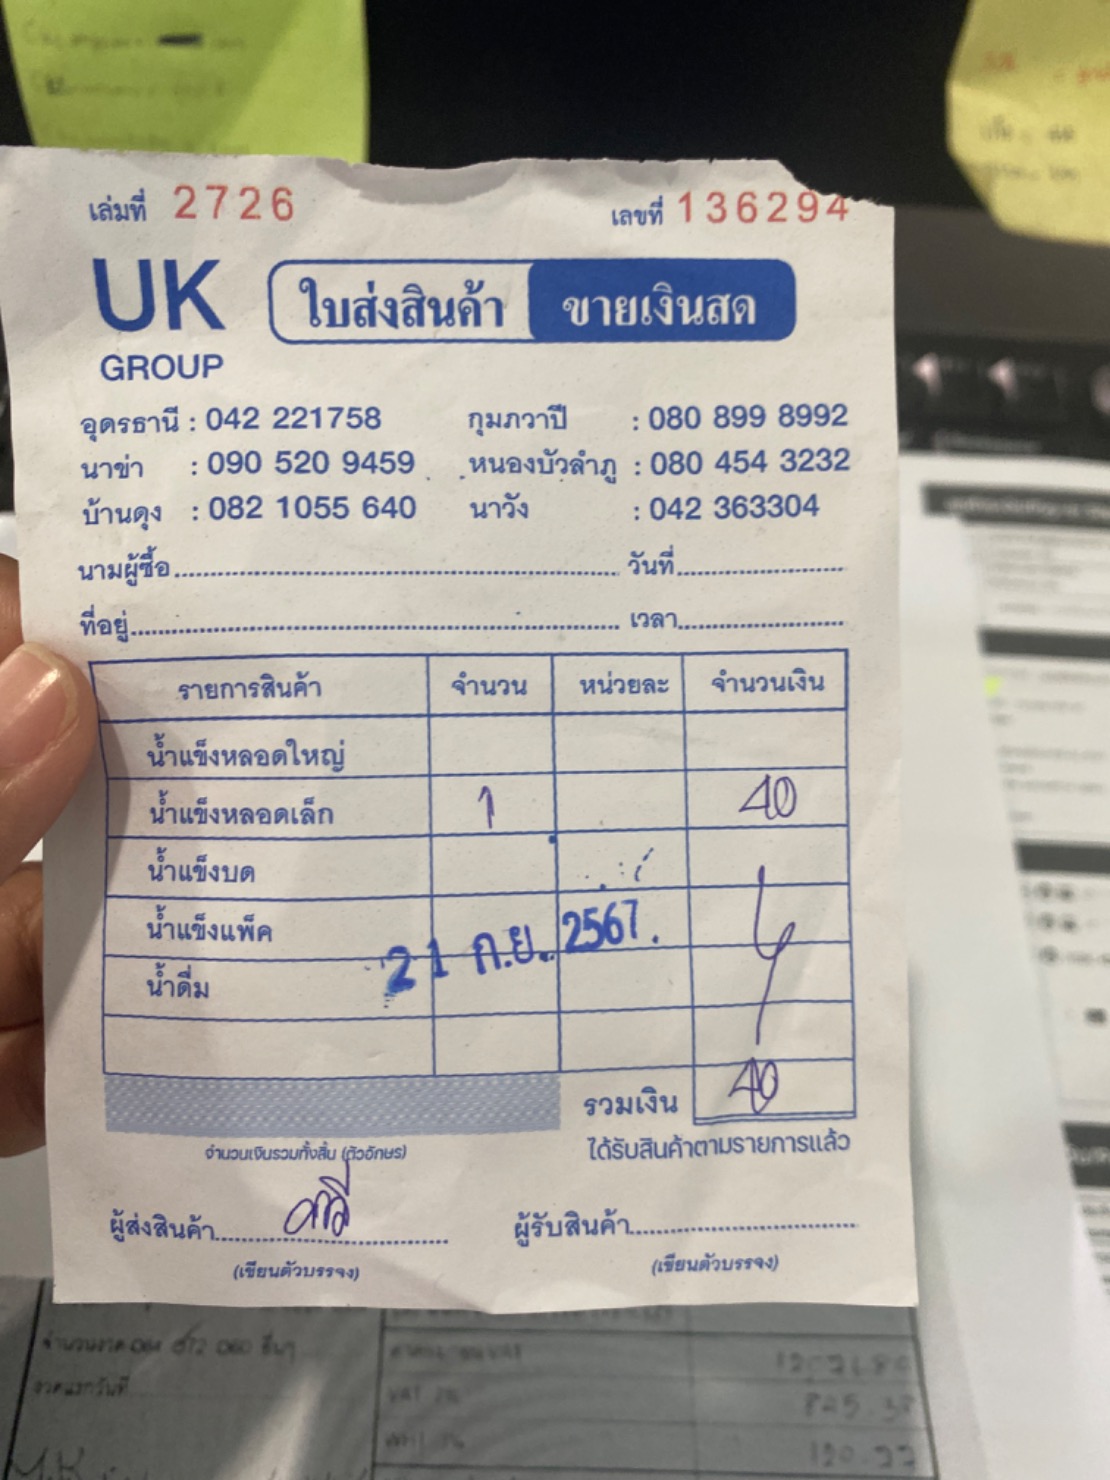 เล่มที่ 2726 เลขที่ 136294
UK GROUP
ใบส่งสินค้า ขายเงินสด
อุดรธานี : 042 221758 กุมภวาปี : 080 899 8992
นาข่า : 090 520 9459 หนองบัวลำภู : 080 454 3232
บ้านดุง : 082 1055 640 นาวัง : 042 363304
นามผู้ซื้อ วันที่
ที่อยู่ เวลา
รายการสินค้า จำนวน หน่วยละ จำนวนเงิน
น้ำแข็งหลอดใหญ่
น้ำแข็งหลอดเล็ก 1 40
น้ำแข็งบด
น้ำแข็งแพ็ค
21 ก.ย. 2567
น้ำดื่ม
รวมเงิน 40
จำนวนเงินรวมทั้งสิ้น (ตัวอักษร) ได้รับสินค้าตามรายการแล้ว
ผู้ส่งสินค้า ผู้รับสินค้า
(เขียนตัวบรรจง) (เขียนตัวบรรจง)